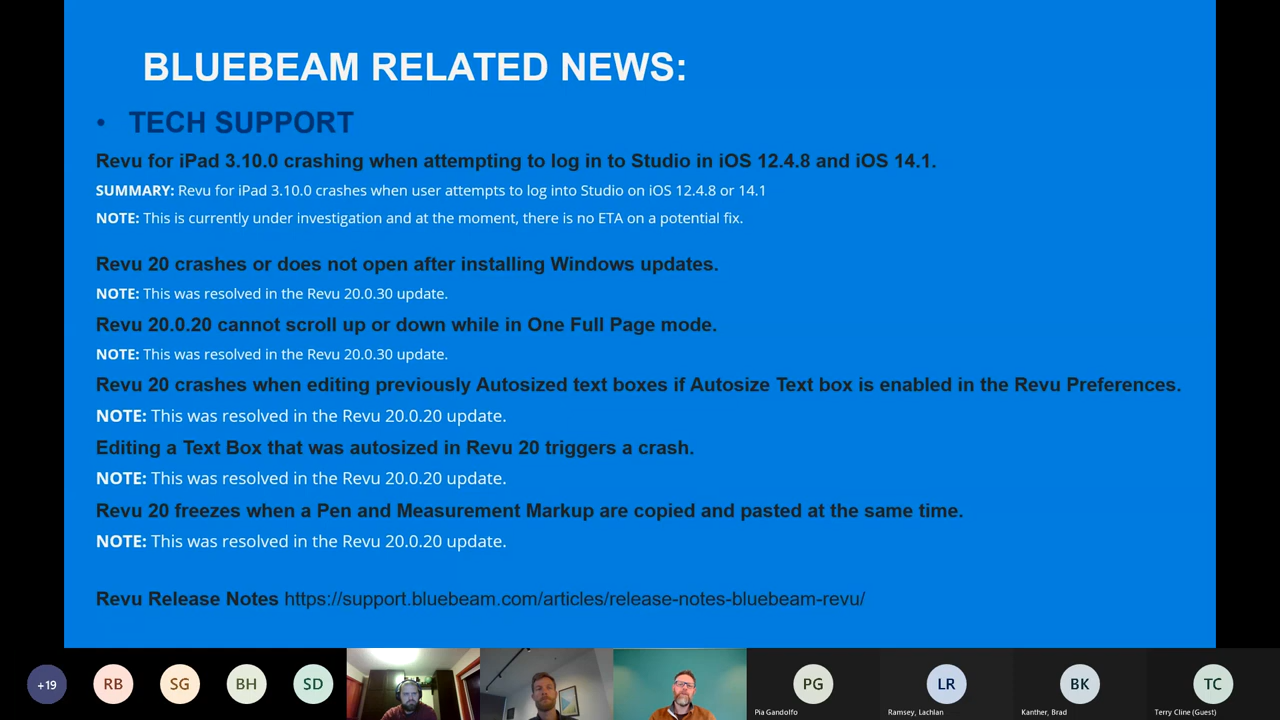 BLUEBEAM RELATED NEWS:
• TECH SUPPORT
Revu for iPad 3.10.0 crashing when attempting to log in to Studio in iOS 12.4.8 and iOS 14.1.
SUMMARY: Revu for iPad 3.10.0 crashes when user attempts to log into Studio on iOS 12.4.8 or 14.1
NOTE: This is currently under investigation and at the moment, there is no ETA on a potential fix.
Revu 20 crashes or does not open after installing Windows updates.
NOTE: This was resolved in the Revu 20.0.30 update.
Revu 20.0.20 cannot scroll up or down while in One Full Page mode.
NOTE: This was resolved in the Revu 20.0.30 update.
Revu 20 crashes when editing previously Autosized text boxes if Autosize Text box is enabled in the Revu Preferences.
NOTE: This was resolved in the Revu 20.0.20 update.
Editing a Text Box that was autosized in Revu 20 triggers a crash.
NOTE: This was resolved in the Revu 20.0.20 update.
Revu 20 freezes when a Pen and Measurement Markup are copied and pasted at the same time.
NOTE: This was resolved in the Revu 20.0.20 update.
Revu Release Notes https://support.bluebeam.com/articles/release-notes-bluebeam-revu/
+19 RB SG BH SD PG LR BK TC
Pia Gandolfo Ramsey, Lachlan Kanther, Brad Terry Cline (Guest)